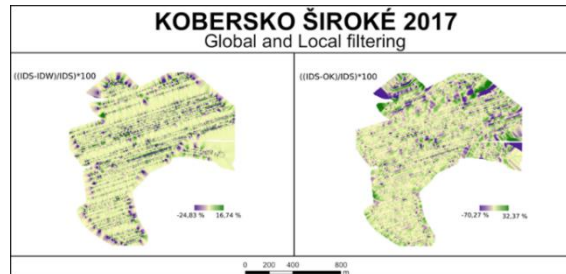 KOBERSKO ŠIROKÉ 2017
Global and Local filtering
((IDS-IDW)/IDS)*100
((IDS-OK)/IDS)*100
-24,83 % 16,74 %
-70,27 % 32,37 %
0 200 400 800
m